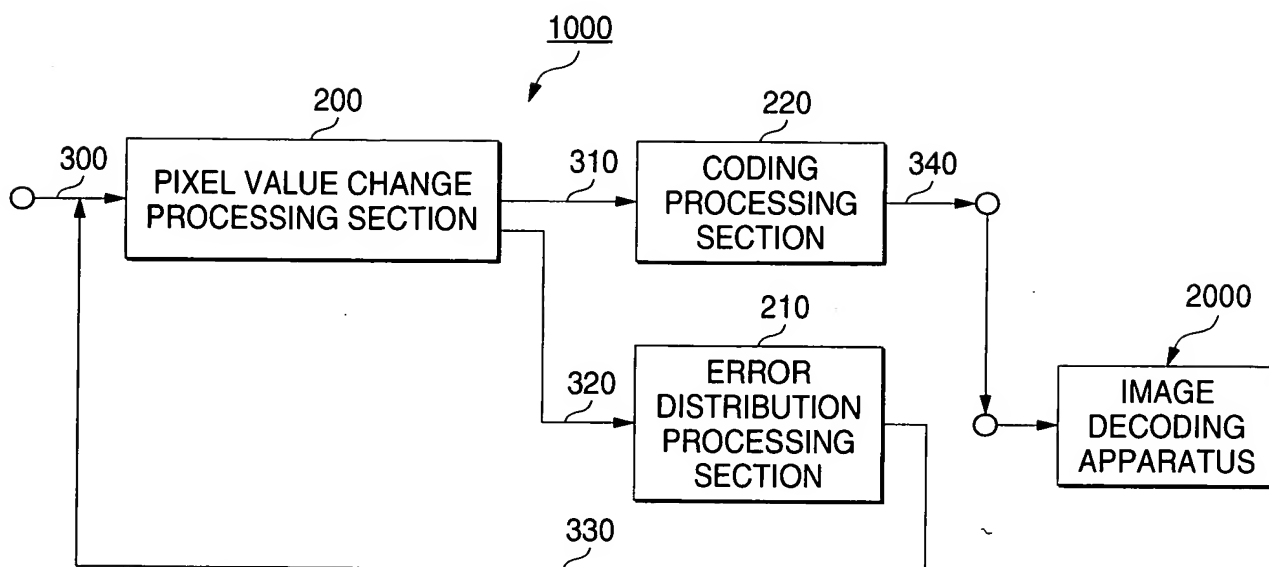 1000
200
220
300
PIXEL VALUE CHANGE
PROCESSING SECTION
310
CODING
PROCESSING
SECTION
340
210
2000
320
ERROR
DISTRIBUTION
PROCESSING
SECTION
IMAGE
DECODING
APPARATUS
330